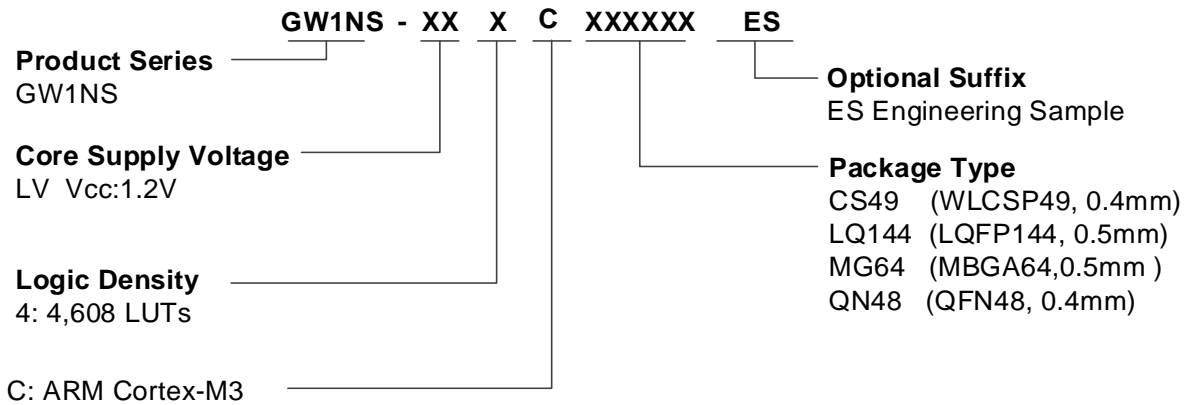 GW1NS - XX X C XXXXXX ES
Product Series
GW1NS
Core Supply Voltage
LV Vcc:1.2V
Logic Density
4: 4,608 LUTs
C: ARM Cortex-M3
Optional Suffix
ES Engineering Sample
Package Type
CS49 (WLCSP49, 0.4mm)
LQ144 (LQFP144, 0.5mm)
MG64 (MBGA64,0.5mm )
QN48 (QFN48, 0.4mm)